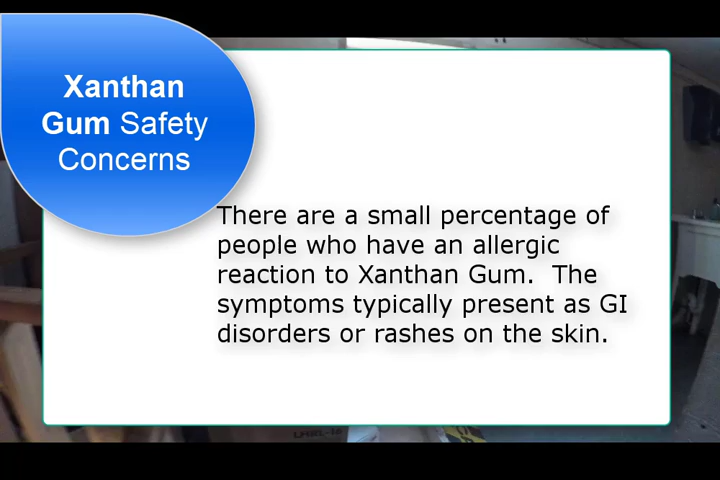 Xanthan
Gum Safety
Concerns
There are a small percentage of
people who have an allergic
reaction to Xanthan Gum.  The
symptoms typically present as GI
disorders or rashes on the skin.